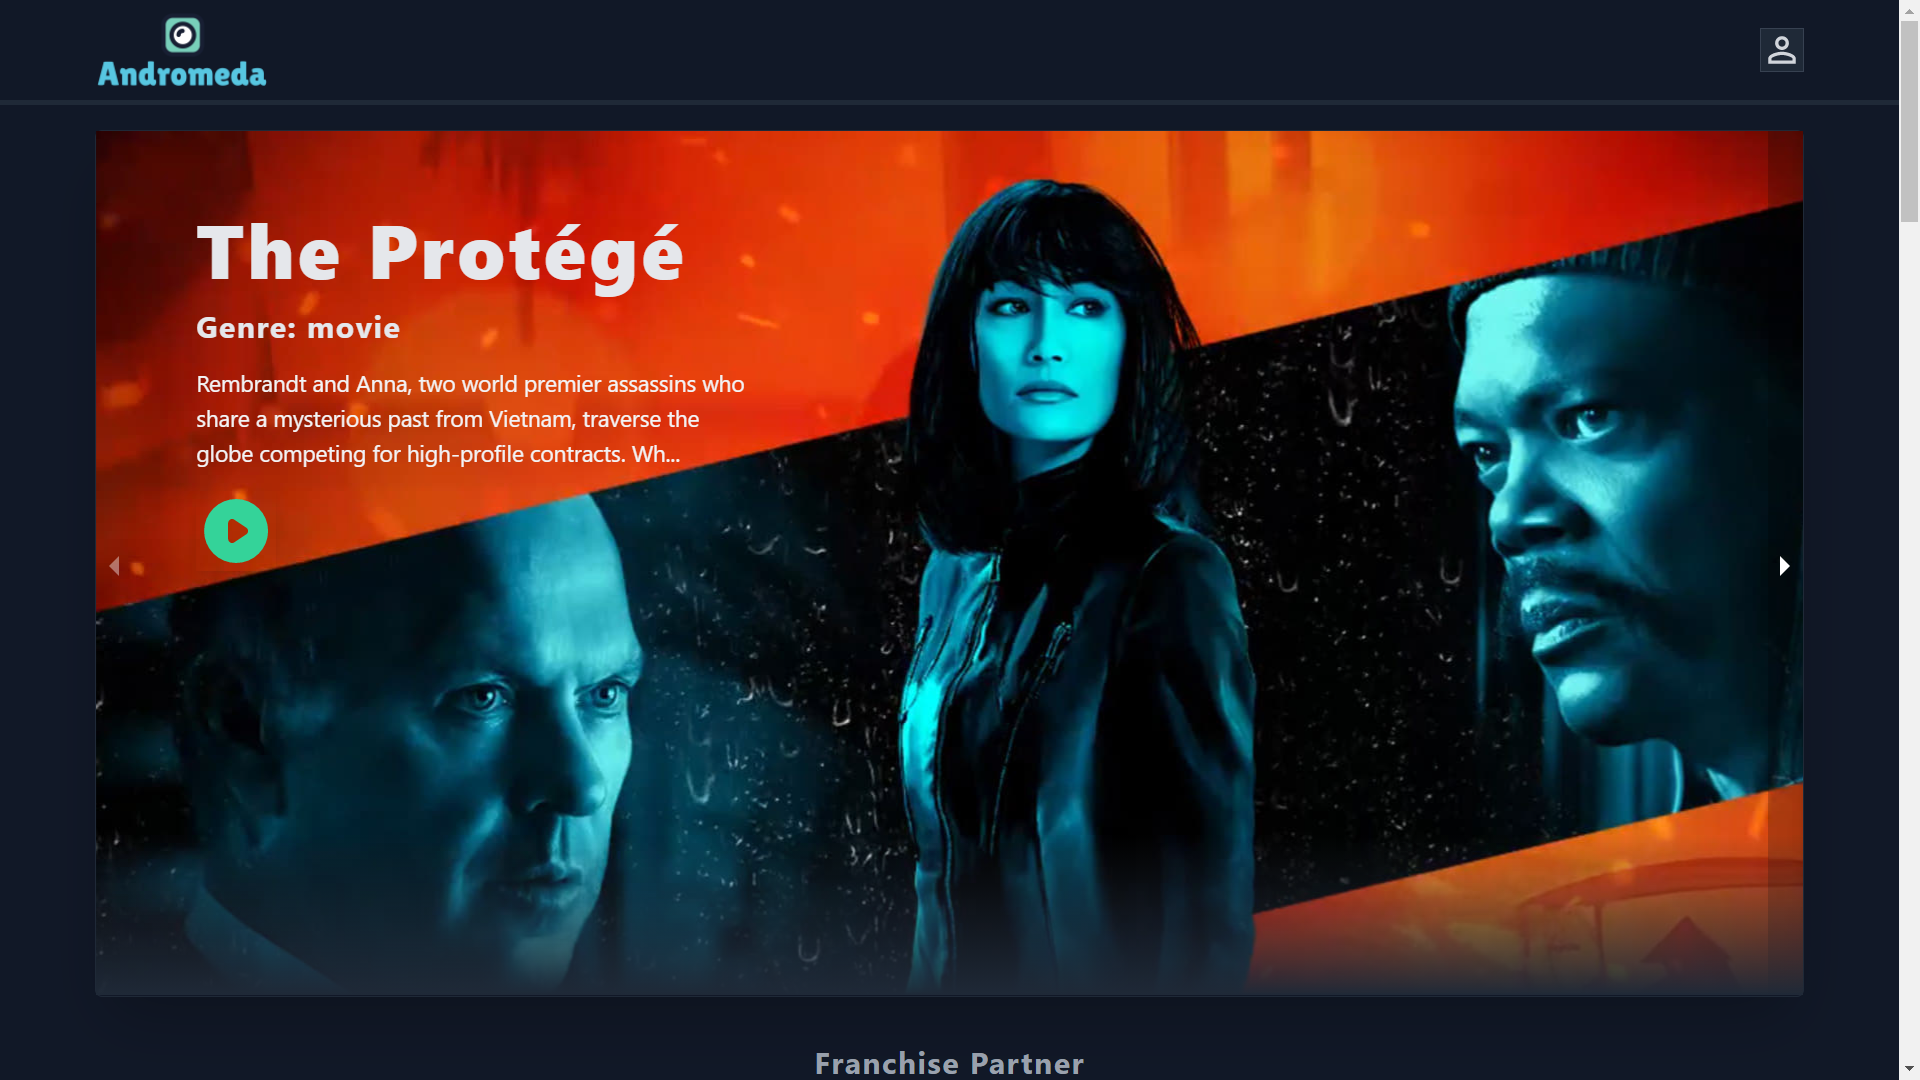 Andromeda
The Protégé
Genre: movie
Rembrandt and Anna, two world premier assassins who
share a mysterious past from Vietnam, traverse the
globe competing for high-profile contracts. Wh...
Franchise Partner